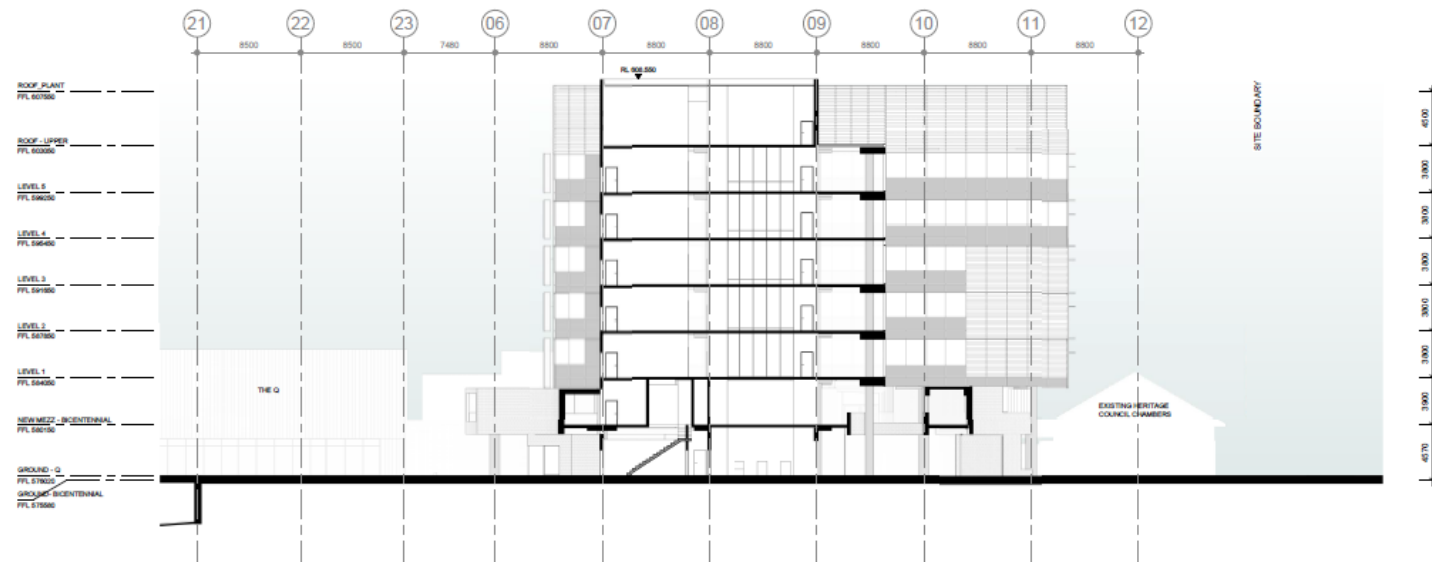 21 22 23 06 07 08 09 10 11 12
8500 8500 7480 8800 8800 8800 8800 8800 8800
RL 608.550
ROOF_PLANT
FFL 607550
4500
ROOF - UPPER
FFL 603050
3800
LEVEL 5
FFL 599250
3800
LEVEL 4
FFL 595450
3800
LEVEL 3
FFL 591650
3800
LEVEL 2
FFL 587850
3800
LEVEL 1
FFL 584050
3900
NEW MEZZ - BICENTENNIAL
FFL 580150
4570
GROUND - Q
FFL 576020
GROUND- BICENTENNIAL
FFL 575580
THE Q
EXISTING HERITAGE
COUNCIL CHAMBERS
SITE BOUNDARY